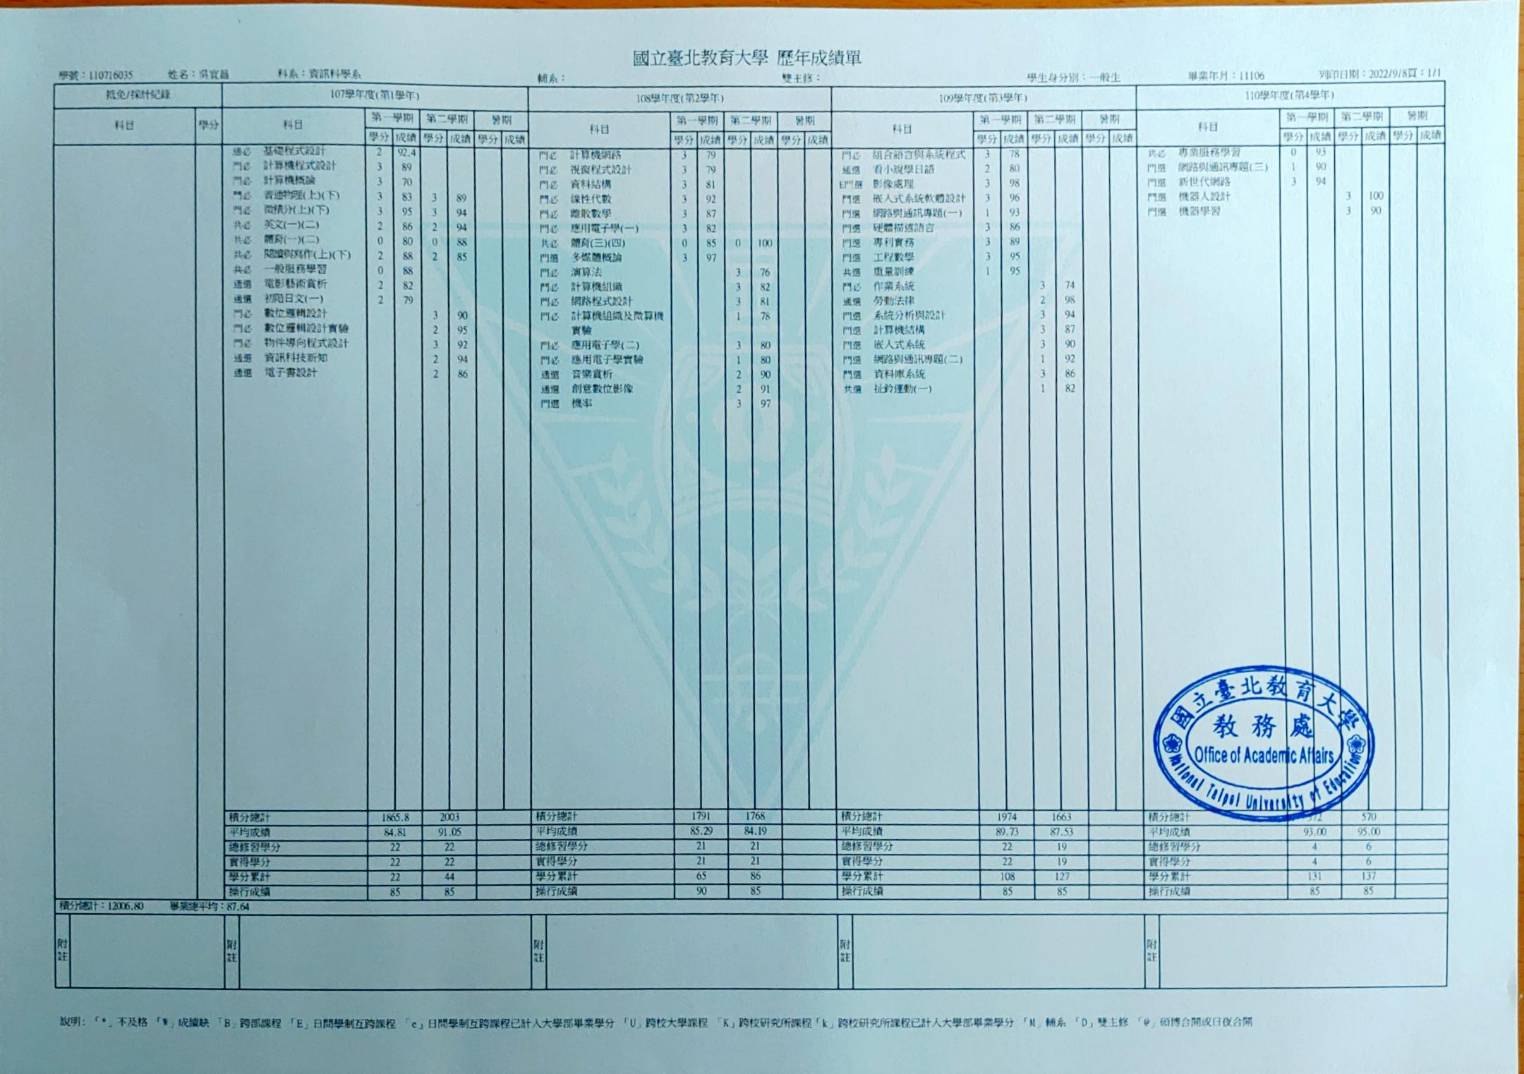 國立臺北教育大學 歷年成績單
學號：110716035 姓名：吳宜 科系：資訊科學系 輔系： 雙主修： 學生身分別：一般生 畢業年月：11106 列印日期：2022/9/8 頁：1/1
抵免/採計紀錄 107學年度(第1學年) 108學年度(第2學年) 109學年度(第3學年) 110學年度(第4學年)
科目 學分
科目 第一學期 第二學期 暑期
學分 成績 學分 成績 學分 成績
通必 基礎程式設計 2 92.4
門必 計算機程式設計 3 89
門必 計算機概論 3 70
門必 普通物理(上)(下) 3 83 3 89
門必 微積分(上)(下) 3 95 3 94
共必 英文(一)(二) 2 86 2 94
共必 體育(一)(二) 0 80 0 88
共必 閱讀與寫作(上)(下) 2 88 2 85
共必 一般服務學習 0 88
通選 電影藝術賞析 2 82
通選 初階日文(一) 2 79
門必 數位邏輯設計 3 90
門必 數位邏輯設計實驗 2 95
門必 物件導向程式設計 3 92
通選 資訊科技新知 2 94
通選 電子書設計 2 86
積分總計 1865.8 2003
平均成績 84.81 91.05
總修習學分 22 22
實得學分 22 22
學分累計 22 44
操行成績 85 85
科目 第一學期 第二學期 暑期
學分 成績 學分 成績 學分 成績
門必 計算機網路 3 79
門必 視窗程式設計 3 79
門必 資料結構 3 81
門必 線性代數 3 92
門必 離散數學 3 87
門必 應用電子學(一) 3 82
共必 體育(三)(四) 0 85 0 100
門選 多媒體概論 3 97
門必 演算法 3 76
門必 計算機組織 3 82
門必 網路程式設計 3 81
門必 計算機組織及微算機 1 78
實驗
門必 應用電子學(二) 3 80
門必 應用電子學實驗 1 80
通選 音樂賞析 2 90
通選 創意數位影像 2 91
門選 機率 3 97
積分總計 1791 1768
平均成績 85.29 84.19
總修習學分 21 21
實得學分 21 21
學分累計 65 86
操行成績 90 85
科目 第一學期 第二學期 暑期
學分 成績 學分 成績 學分 成績
門必 組合語言與系統程式 3 78
通選 看小說學日語 2 80
E門選 影像處理 3 98
門選 嵌入式系統軟體設計 3 96
門選 網路與通訊專題(一) 1 93
門選 硬體描述語言 3 86
門選 專利實務 3 89
門選 工程數學 3 95
共選 重量訓練 1 95
門必 作業系統 3 74
通選 勞動法律 2 98
門選 系統分析與設計 3 94
門選 計算機結構 3 87
門選 嵌入式系統 3 90
門選 網路與通訊專題(二) 1 92
門選 資料庫系統 3 86
共選 扯鈴運動(一) 1 82
積分總計 1974 1663
平均成績 89.73 87.53
總修習學分 22 19
實得學分 22 19
學分累計 108 127
操行成績 85 85
科目 第一學期 第二學期 暑期
學分 成績 學分 成績 學分 成績
共必 專業服務學習 0 93
門選 網路與通訊專題(三) 1 90
門選 新世代網路 3 94
門選 機器人設計 3 100
門選 機器學習 3 90
國立臺北教育大學
教務處
Office of Academic Affairs
National Taipei University of Education
積分總計 372 570
平均成績 93.00 95.00
總修習學分 4 6
實得學分 4 6
學分累計 131 137
操行成績 85 85
積分總計：12006.80 畢業總平均：87.64
附註 附註 附註 附註 附註
說明：「*」不及格 「W」成績缺 「B」跨部課程 「E」日間學制互跨課程 「e」日間學制互跨課程已計入大學部畢業學分 「U」跨校大學課程 「K」跨校研究所課程「k」跨校研究所課程已計入大學部畢業學分 「M」輔系 「D」雙主修 「@」碩博合開或日夜合開